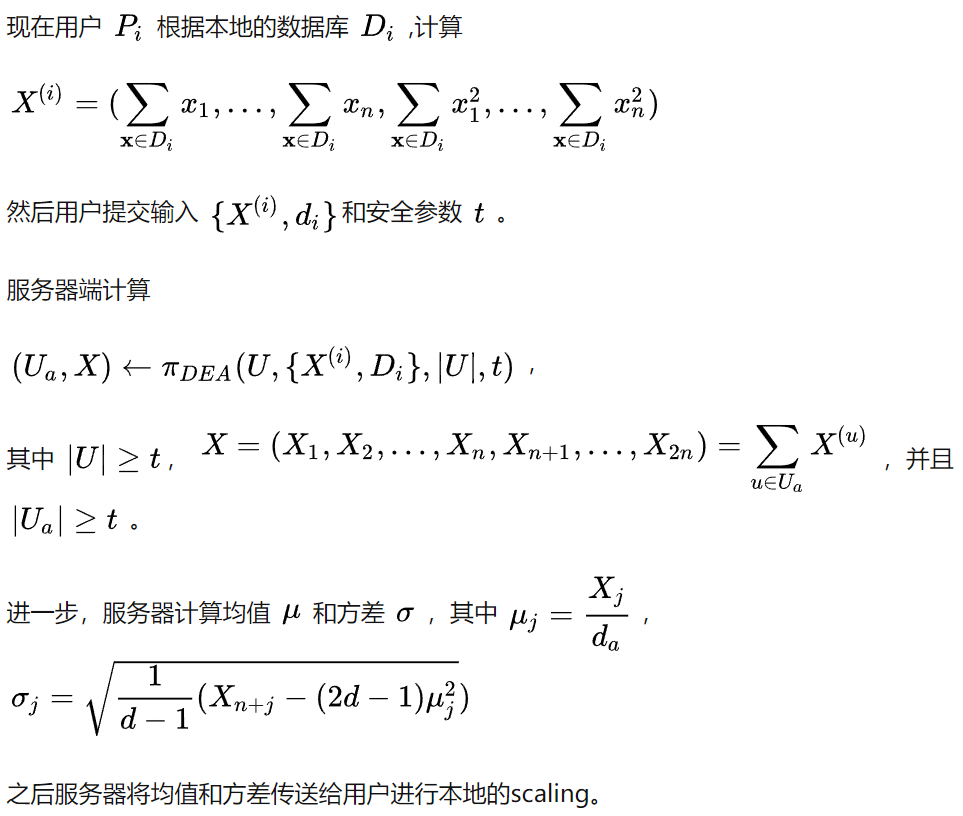 现在用户 $P_i$ 根据本地的数据库 $D_i$ ,计算
$X^{(i)} = (\sum_{\mathbf{x}\in D_i} x_1, \ldots, \sum_{\mathbf{x}\in D_i} x_n, \sum_{\mathbf{x}\in D_i} x_1^2, \ldots, \sum_{\mathbf{x}\in D_i} x_n^2)$
然后用户提交输入 $\{X^{(i)}, d_i\}$ 和安全参数 $t$ 。
服务器端计算
$(U_a, X) \leftarrow \pi_{DEA}(U, \{X^{(i)}, D_i\}, |U|, t)$ ,
其中 $|U| \geq t$ , $X = (X_1, X_2, \ldots, X_n, X_{n+1}, \ldots, X_{2n}) = \sum_{u\in U_a} X^{(u)}$ ，并且
$|U_a| \geq t$ 。
进一步，服务器计算均值 $\mu$ 和方差 $\sigma$ ，其中 $\mu_j = \frac{X_j}{d_a}$ ,
$\sigma_j = \sqrt{\frac{1}{d-1}(X_{n+j} - (2d-1)\mu_j^2})$
之后服务器将均值和方差传送给用户进行本地的scaling。